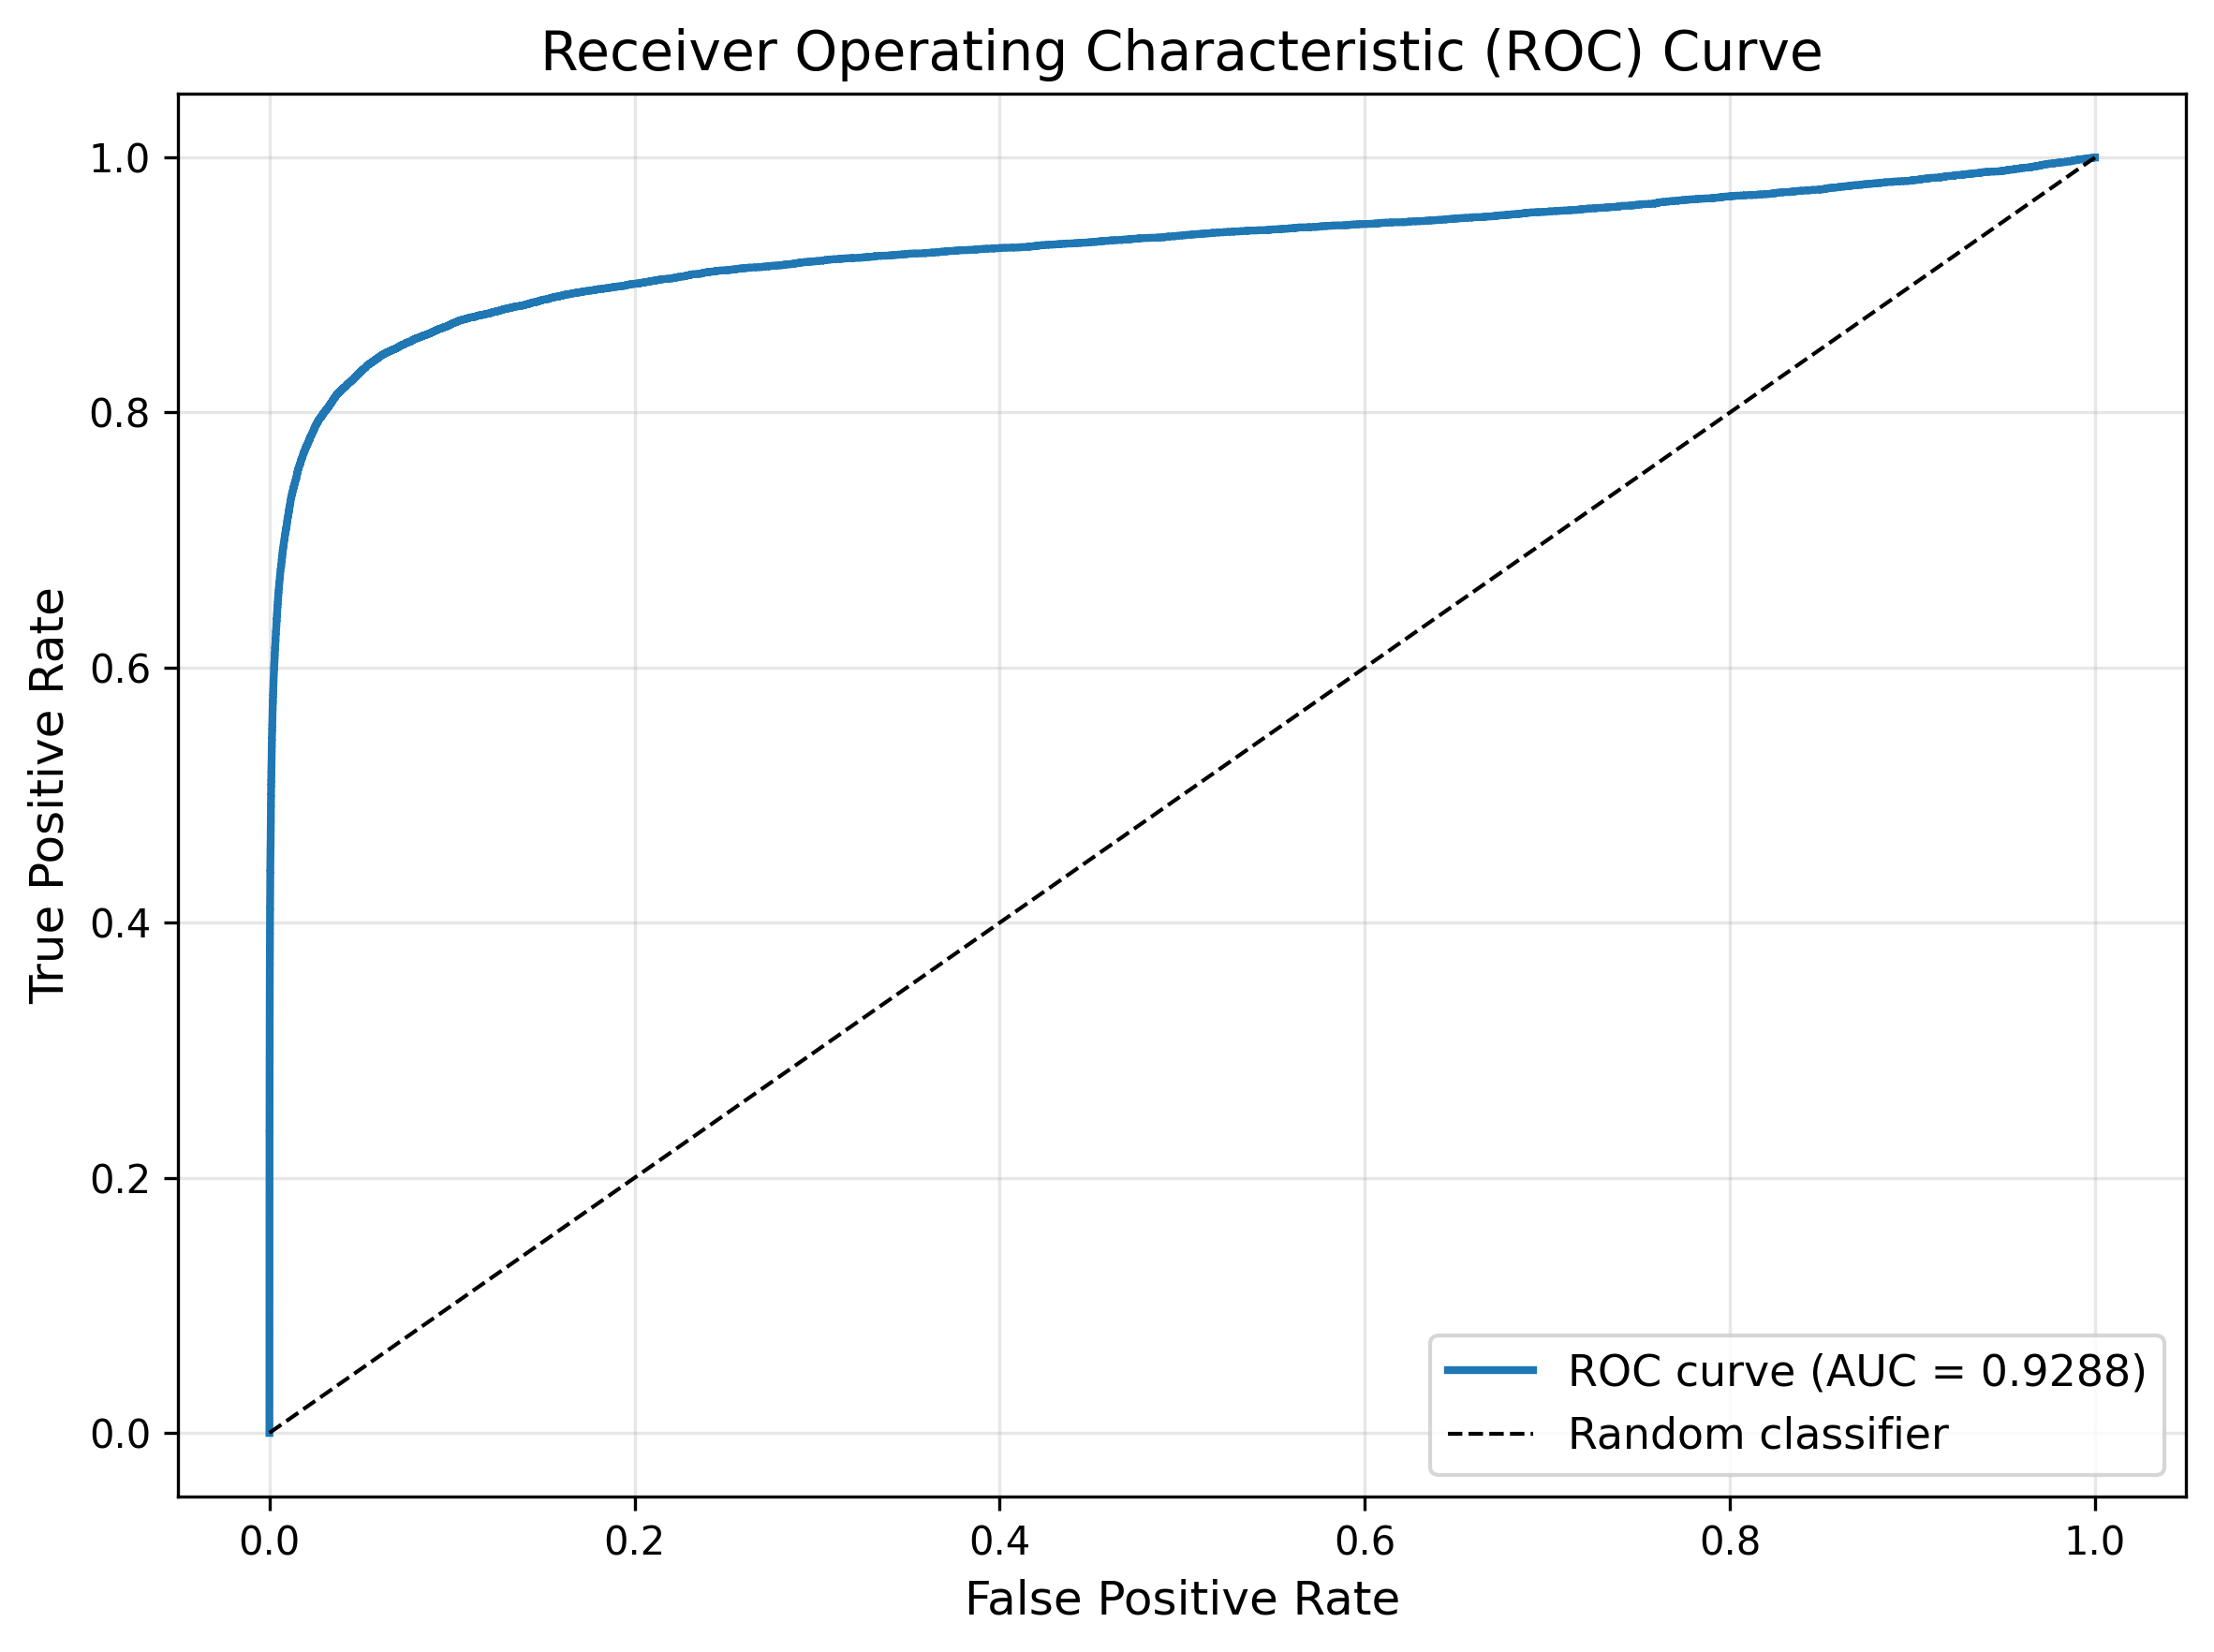 Receiver Operating Characteristic (ROC) Curve
1.0
0.8
0.6
0.4
0.2
0.0
True Positive Rate
0.0 0.2 0.4 0.6 0.8 1.0
False Positive Rate
ROC curve (AUC = 0.9288)
Random classifier